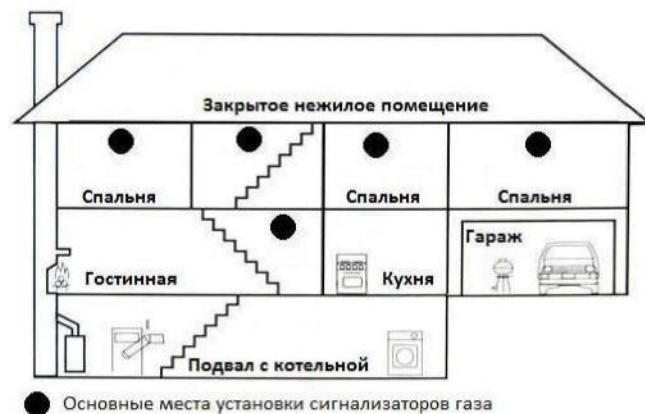 Закрытое нежилое помещение
Спальня
Спальня
Спальня
Гостинная
Кухня
Гараж
Подвал с котельной
Основные места установки сигнализаторов газа